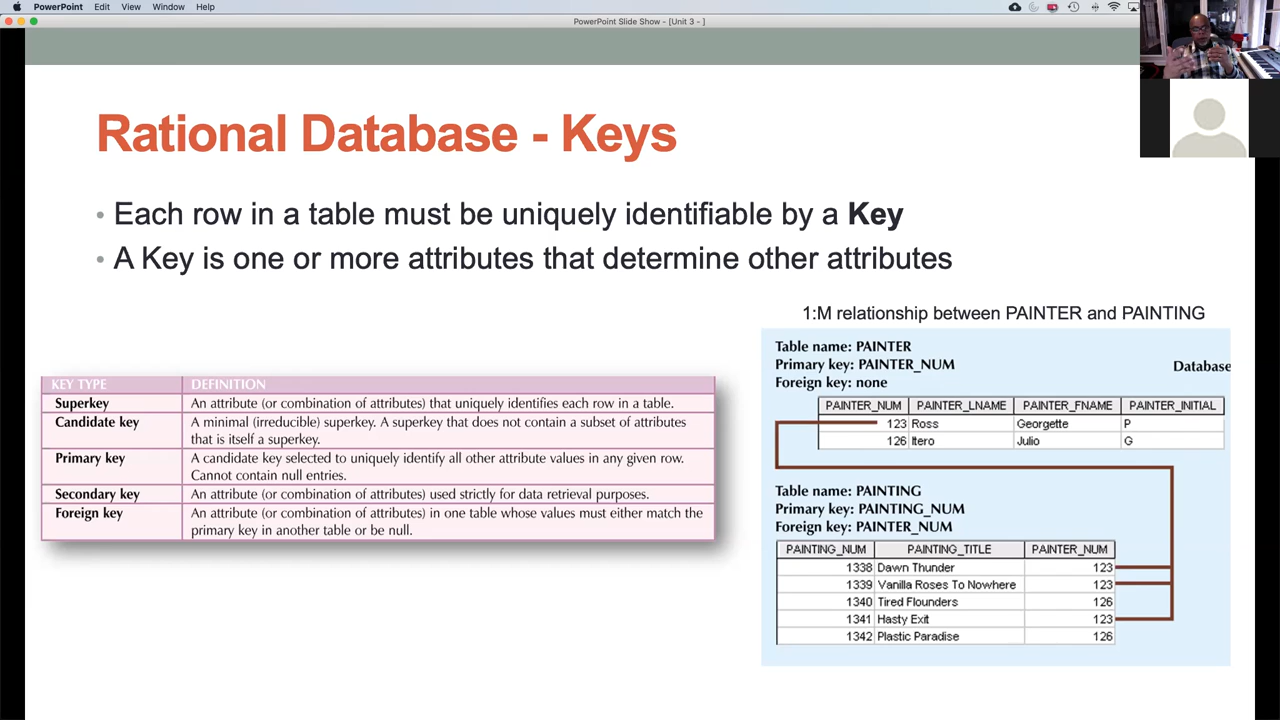 PowerPoint Edit View Window Help
PowerPoint Slide Show - [Unit 3 - ]
Rational Database - Keys
• Each row in a table must be uniquely identifiable by a Key
• A Key is one or more attributes that determine other attributes
KEY TYPE DEFINITION
Superkey An attribute (or combination of attributes) that uniquely identifies each row in a table.
Candidate key A minimal (irreducible) superkey. A superkey that does not contain a subset of attributes
that is itself a superkey.
Primary key A candidate key selected to uniquely identify all other attribute values in any given row.
Cannot contain null entries.
Secondary key An attribute (or combination of attributes) used strictly for data retrieval purposes.
Foreign key An attribute (or combination of attributes) in one table whose values must either match the
primary key in another table or be null.
1:M relationship between PAINTER and PAINTING
Table name: PAINTER
Primary key: PAINTER_NUM
Database
Foreign key: none
PAINTER_NUM PAINTER_LNAME PAINTER_FNAME PAINTER_INITIAL
123 Ross Georgette P
126 Itero Julio G
Table name: PAINTING
Primary key: PAINTING_NUM
Foreign key: PAINTER_NUM
PAINTING_NUM PAINTING_TITLE PAINTER_NUM
1338 Dawn Thunder 123
1339 Vanilla Roses To Nowhere 123
1340 Tired Flounders 126
1341 Hasty Exit 123
1342 Plastic Paradise 126